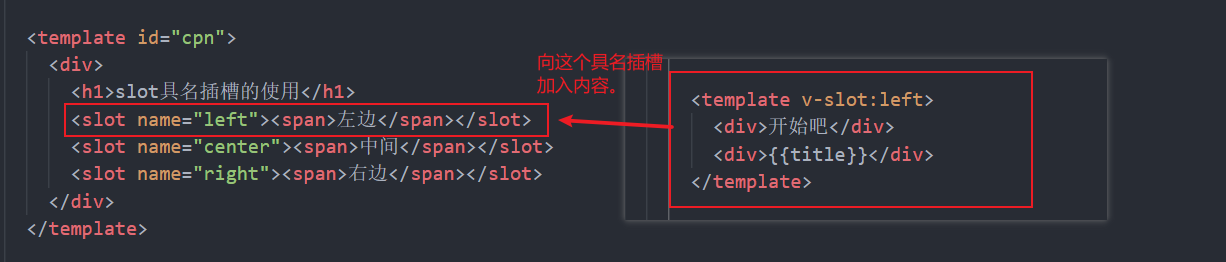 <template id="cpn">
<div>
<h1>slot具名插槽的使用</h1>
<slot name="left"><span>左边</span></slot>
<slot name="center"><span>中间</span></slot>
<slot name="right"><span>右边</span></slot>
</div>
</template>
向这个具名插槽
加入内容。
<template v-slot:left>
<div>开始吧</div>
<div>{{title}}</div>
</template>